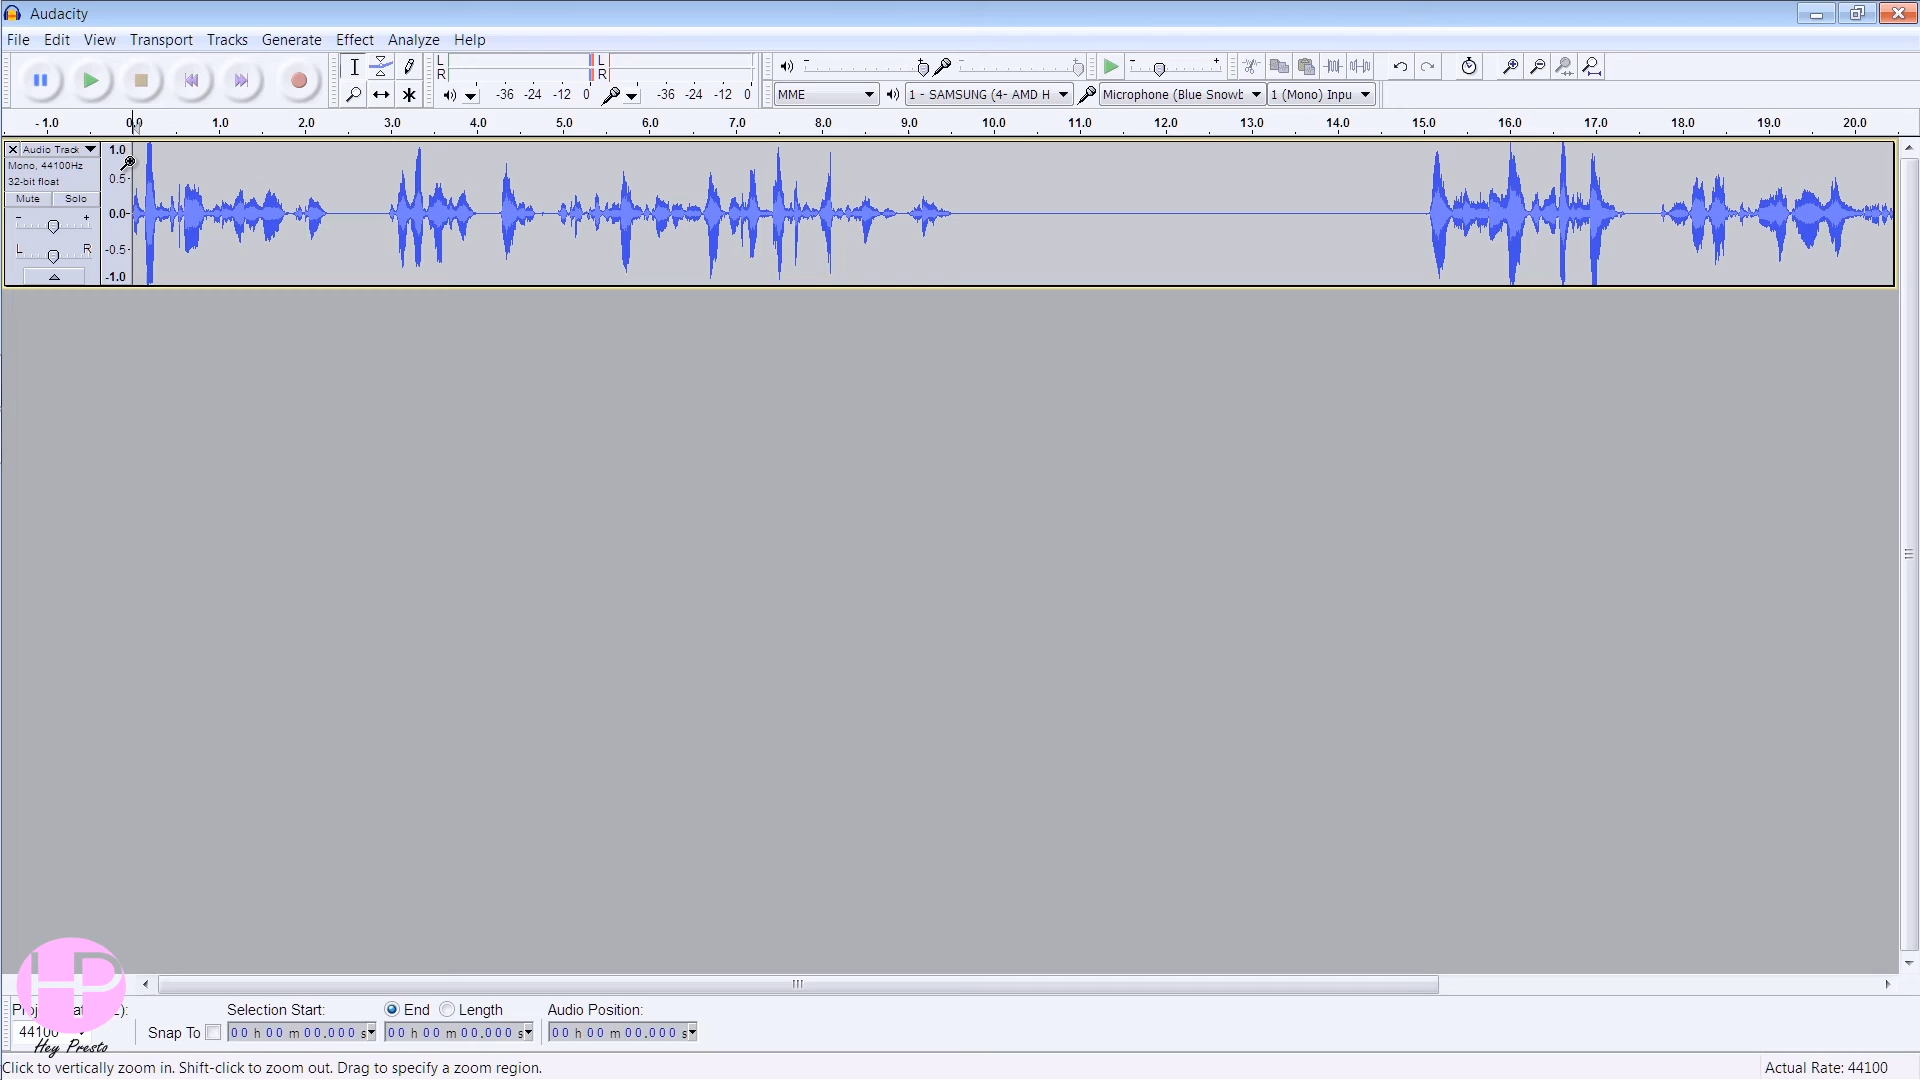 Audacity
File Edit View Transport Tracks Generate Effect Analyze Help
L
R
L
R
-36 -24 -12 0
-36 -24 -12 0
MME
1 - SAMSUNG (4- AMD H
Microphone (Blue Snowb
1 (Mono) Inpu
- 1.0 0.0 1.0 2.0 3.0 4.0 5.0 6.0 7.0 8.0 9.0 10.0 11.0 12.0 13.0 14.0 15.0 16.0 17.0 18.0 19.0 20.0
Audio Track
Mono, 44100Hz
32-bit float
Mute Solo
- +
L R
1.0
0.5-
0.0-
-0.5-
-1.0
HP
Hey Presto
44100
Snap To
Selection Start:
End Length
Audio Position:
00 h 00 m 00.000 s
00 h 00 m 00.000 s
00 h 00 m 00.000 s
Click to vertically zoom in. Shift-click to zoom out. Drag to specify a zoom region.
Actual Rate: 44100